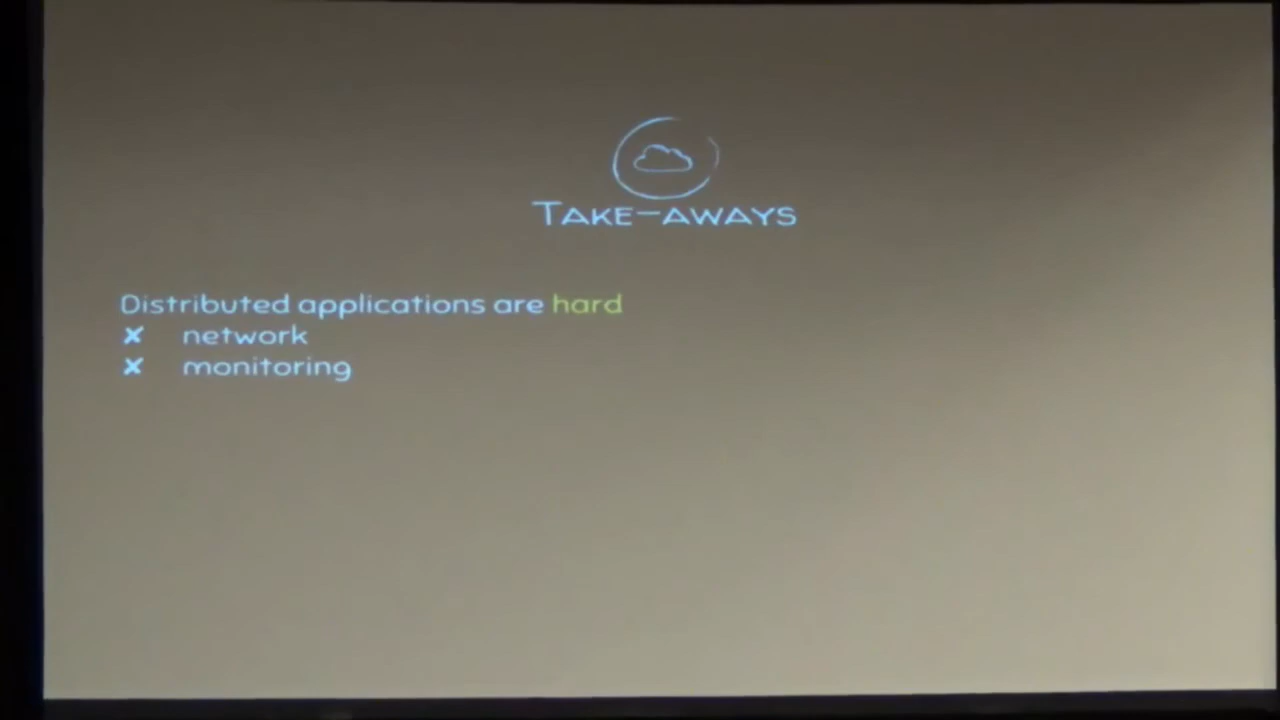 Take-aways
Distributed applications are hard
✘ network
✘ monitoring